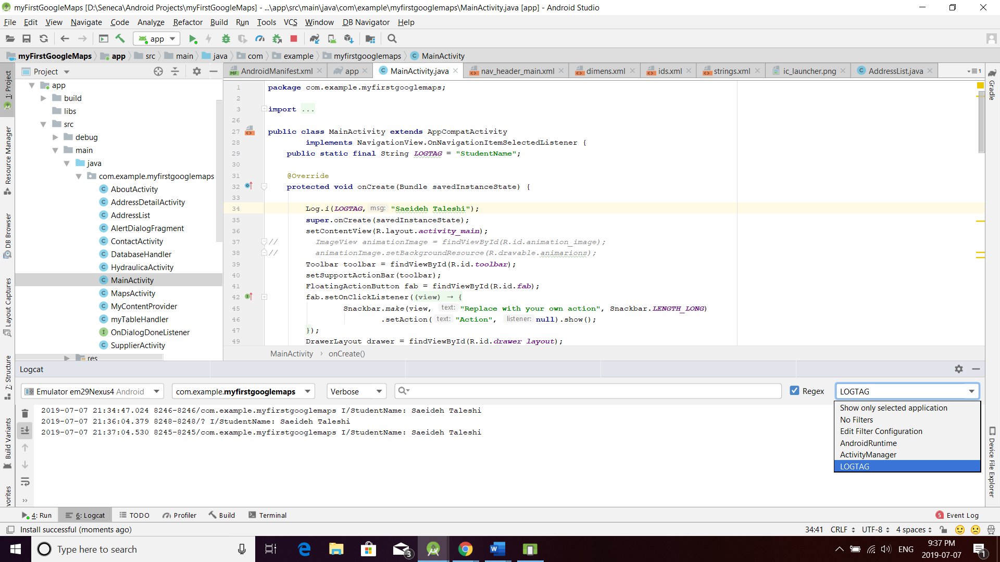 myFirstGoogleMaps [D:\Seneca\Android Projects\myFirstGoogleMaps] - ...\app\src\main\java\com\example\myfirstgooglemaps\MainActivity.java [app] - Android Studio
File Edit View Navigate Code Analyze Refactor Build Run Tools VCS Window DB Navigator Help
app
myFirstGoogleMaps app src main java com example myfirstgooglemaps MainActivity
1: Project
Resource Manager
DB Browser
Layout Captures
7: Structure
Build Variants
vorites
Project
app
build
libs
src
debug
main
java
com.example.myfirstgooglemaps
AboutActivity
AddressDetailActivity
AddressList
AlertDialogFragment
ContactActivity
DatabaseHandler
HydraulicaActivity
MainActivity
MapsActivity
MyContentProvider
myTableHandler
OnDialogDoneListener
SupplierActivity
res
AndroidManifest.xml app MainActivity.java nav_header_main.xml dimens.xml ids.xml strings.xml ic_launcher.png AddressList.java 1
1 package com.example.myfirstgooglemaps;
2
3 import ...
26
27 public class MainActivity extends AppCompatActivity
28 implements NavigationView.OnNavigationItemSelectedListener {
29 public static final String LOGTAG = "StudentName";
30
31 @Override
32 protected void onCreate(Bundle savedInstanceState) {
33
34 Log.i(LOGTAG, msg: "Saeideh Taleshi");
35 super.onCreate(savedInstanceState);
36 setContentView(R.layout.activity_main);
37 // ImageView animationImage = findViewById(R.id.animation_image);
38 // animationImage.setBackgroundResource(R.drawable.animarions);
39 Toolbar toolbar = findViewById(R.id.toolbar);
40 setSupportActionBar(toolbar);
41 FloatingActionButton fab = findViewById(R.id.fab);
42 fab.setOnClickListener((view) → {
45 Snackbar.make(view, text: "Replace with your own action", Snackbar.LENGTH_LONG)
46 .setAction( text: "Action", listener: null).show();
47 });
49 DrawerLayout drawer = findViewById(R.id.drawer_layout);
MainActivity › onCreate()
Gradle
Device File Explorer
Logcat
Emulator em29Nexus4 Android com.example.myfirstgooglemaps Verbose Regex LOGTAG
2019-07-07 21:34:47.024 8246-8246/com.example.myfirstgooglemaps I/StudentName: Saeideh Taleshi
2019-07-07 21:36:04.379 8248-8248/? I/StudentName: Saeideh Taleshi
2019-07-07 21:37:04.530 8245-8245/com.example.myfirstgooglemaps I/StudentName: Saeideh Taleshi
Show only selected application
No Filters
Edit Filter Configuration
AndroidRuntime
ActivityManager
LOGTAG
4: Run 6: Logcat TODO Profiler Build Terminal 5 Event Log
Install successful (moments ago) 34:41 CRLF UTF-8 4 spaces
Type here to search 3 ENG 9:37 PM
2019-07-07 1